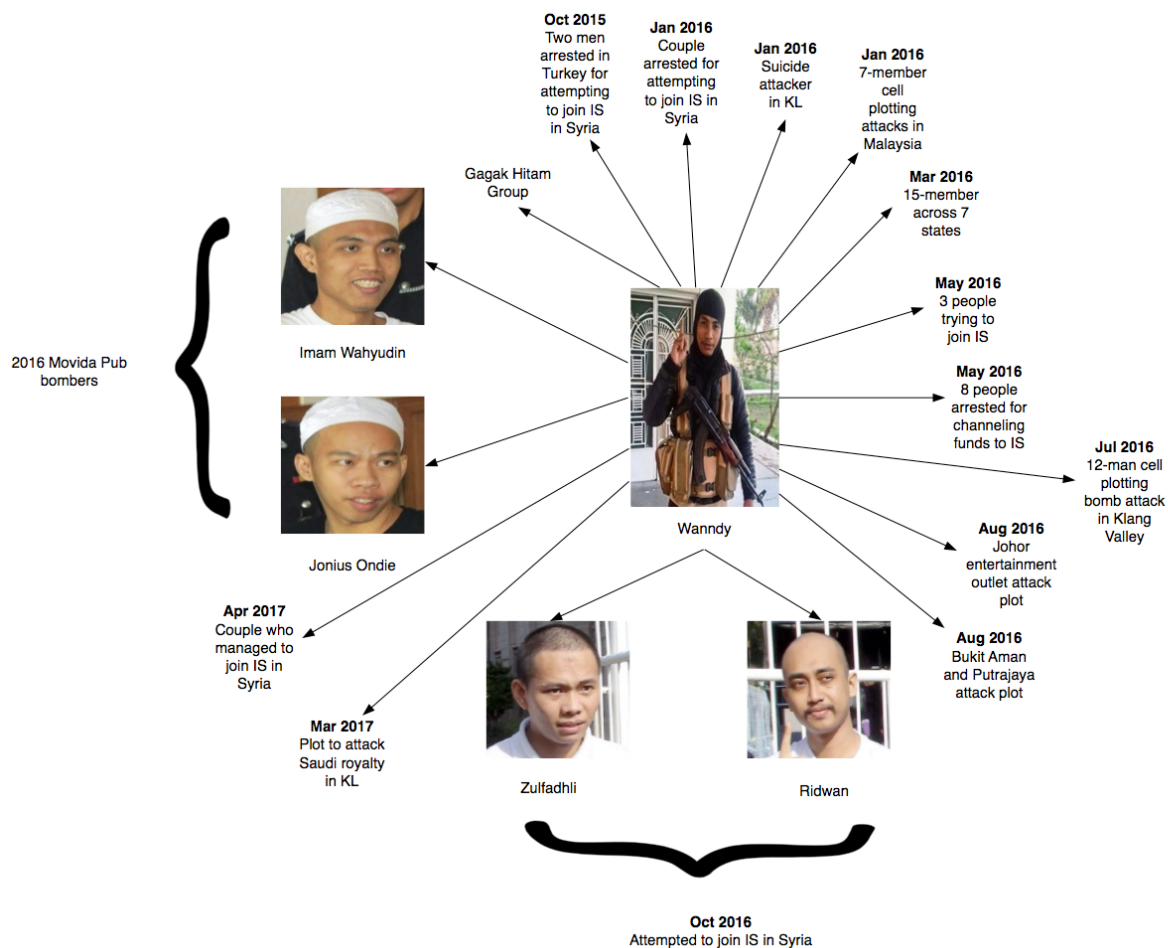 Oct 2015
Two men
arrested in
Turkey for
attempting
to join IS
in Syria
Jan 2016
Couple
arrested for
attempting
to join IS in
Syria
Jan 2016
Suicide
attacker
in KL
Jan 2016
7-member
cell
plotting
attacks in
Malaysia
Gagak Hitam
Group
Mar 2016
15-member
across 7
states
May 2016
3 people
trying to
join IS
2016 Movida Pub
bombers
Imam Wahyudin
May 2016
8 people
arrested for
channeling
funds to IS
Jul 2016
12-man cell
plotting
bomb attack
in Klang
Valley
Wanndy
Aug 2016
Johor
entertainment
outlet attack
plot
Jonius Ondie
Apr 2017
Couple who
managed to
join IS in
Syria
Aug 2016
Bukit Aman
and Putrajaya
attack plot
Mar 2017
Plot to attack
Saudi royalty
in KL
Zulfadhli
Ridwan
Oct 2016
Attempted to join IS in Syria